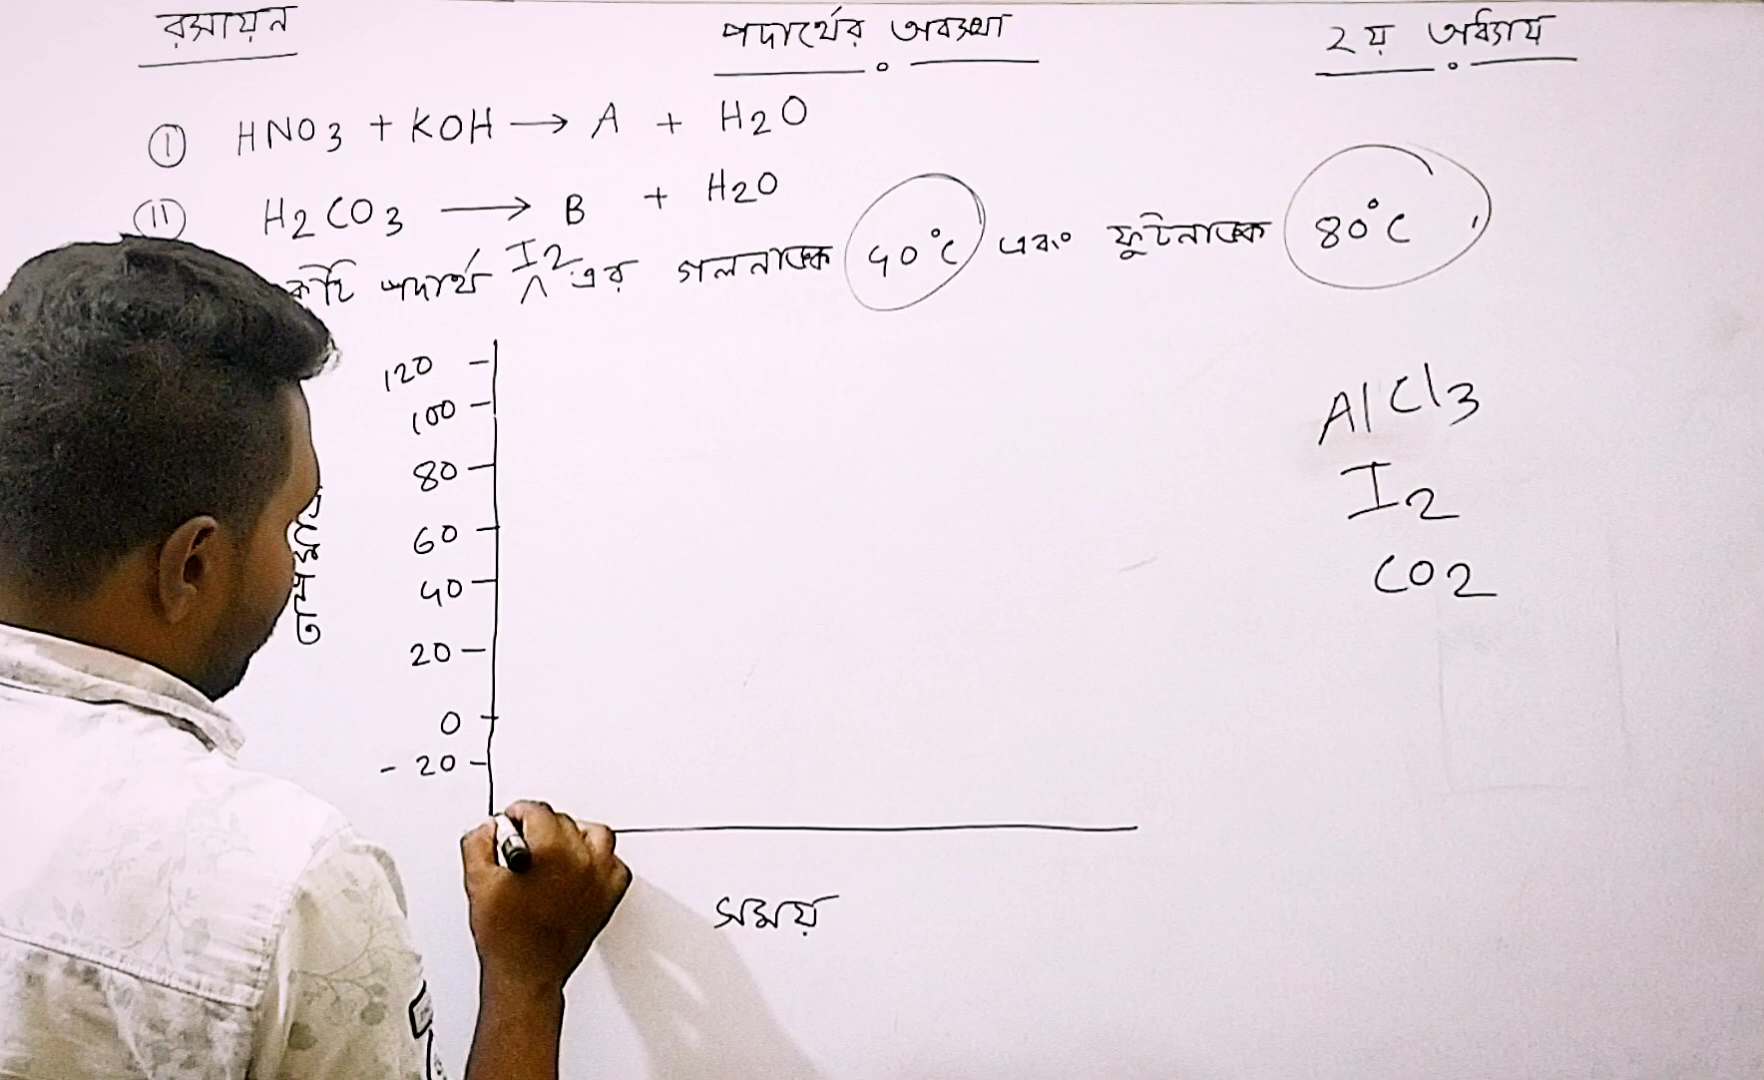 রসায়ন
পদার্থের অবস্থা
২য় অধ্যায়
① HNO3 + KOH → A + H2O
⑪ H2CO3 → B + H2O
পদার্থ I2 এর গলনাঙ্ক 40°C এবং স্ফুটনাঙ্ক 80°C
120
100
80
60
40
20
0
- 20
সময়
AlCl3
I2
CO2